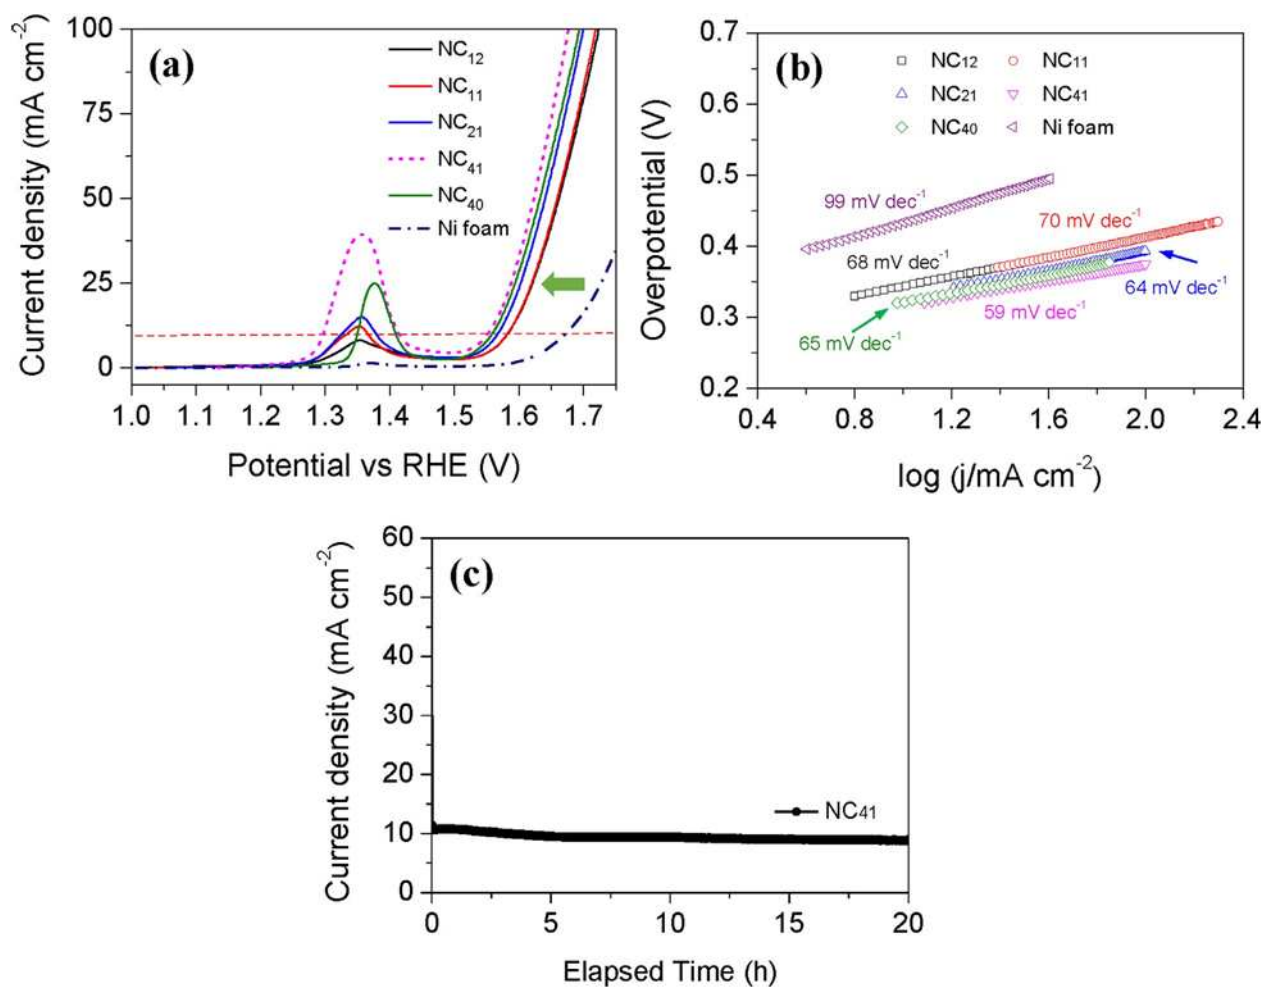 (a)
Current density (mA cm⁻²)
100
75
50
25
0
NC₁₂
NC₁₁
NC₂₁
NC₄₁
NC₄₀
Ni foam
1.0 1.1 1.2 1.3 1.4 1.5 1.6 1.7
Potential vs RHE (V)
(b)
Overpotential (V)
0.7
0.6
0.5
0.4
0.3
0.2
NC₁₂ NC₁₁
NC₂₁ NC₄₁
NC₄₀ Ni foam
99 mV dec⁻¹
70 mV dec⁻¹
68 mV dec⁻¹
64 mV dec⁻¹
59 mV dec⁻¹
65 mV dec⁻¹
0.4 1.2 1.6 2.0 2.4
log (j/mA cm⁻²)
(c)
Current density (mA cm⁻²)
60
50
40
30
20
10
0
NC₄₁
0 5 10 15 20
Elapsed Time (h)